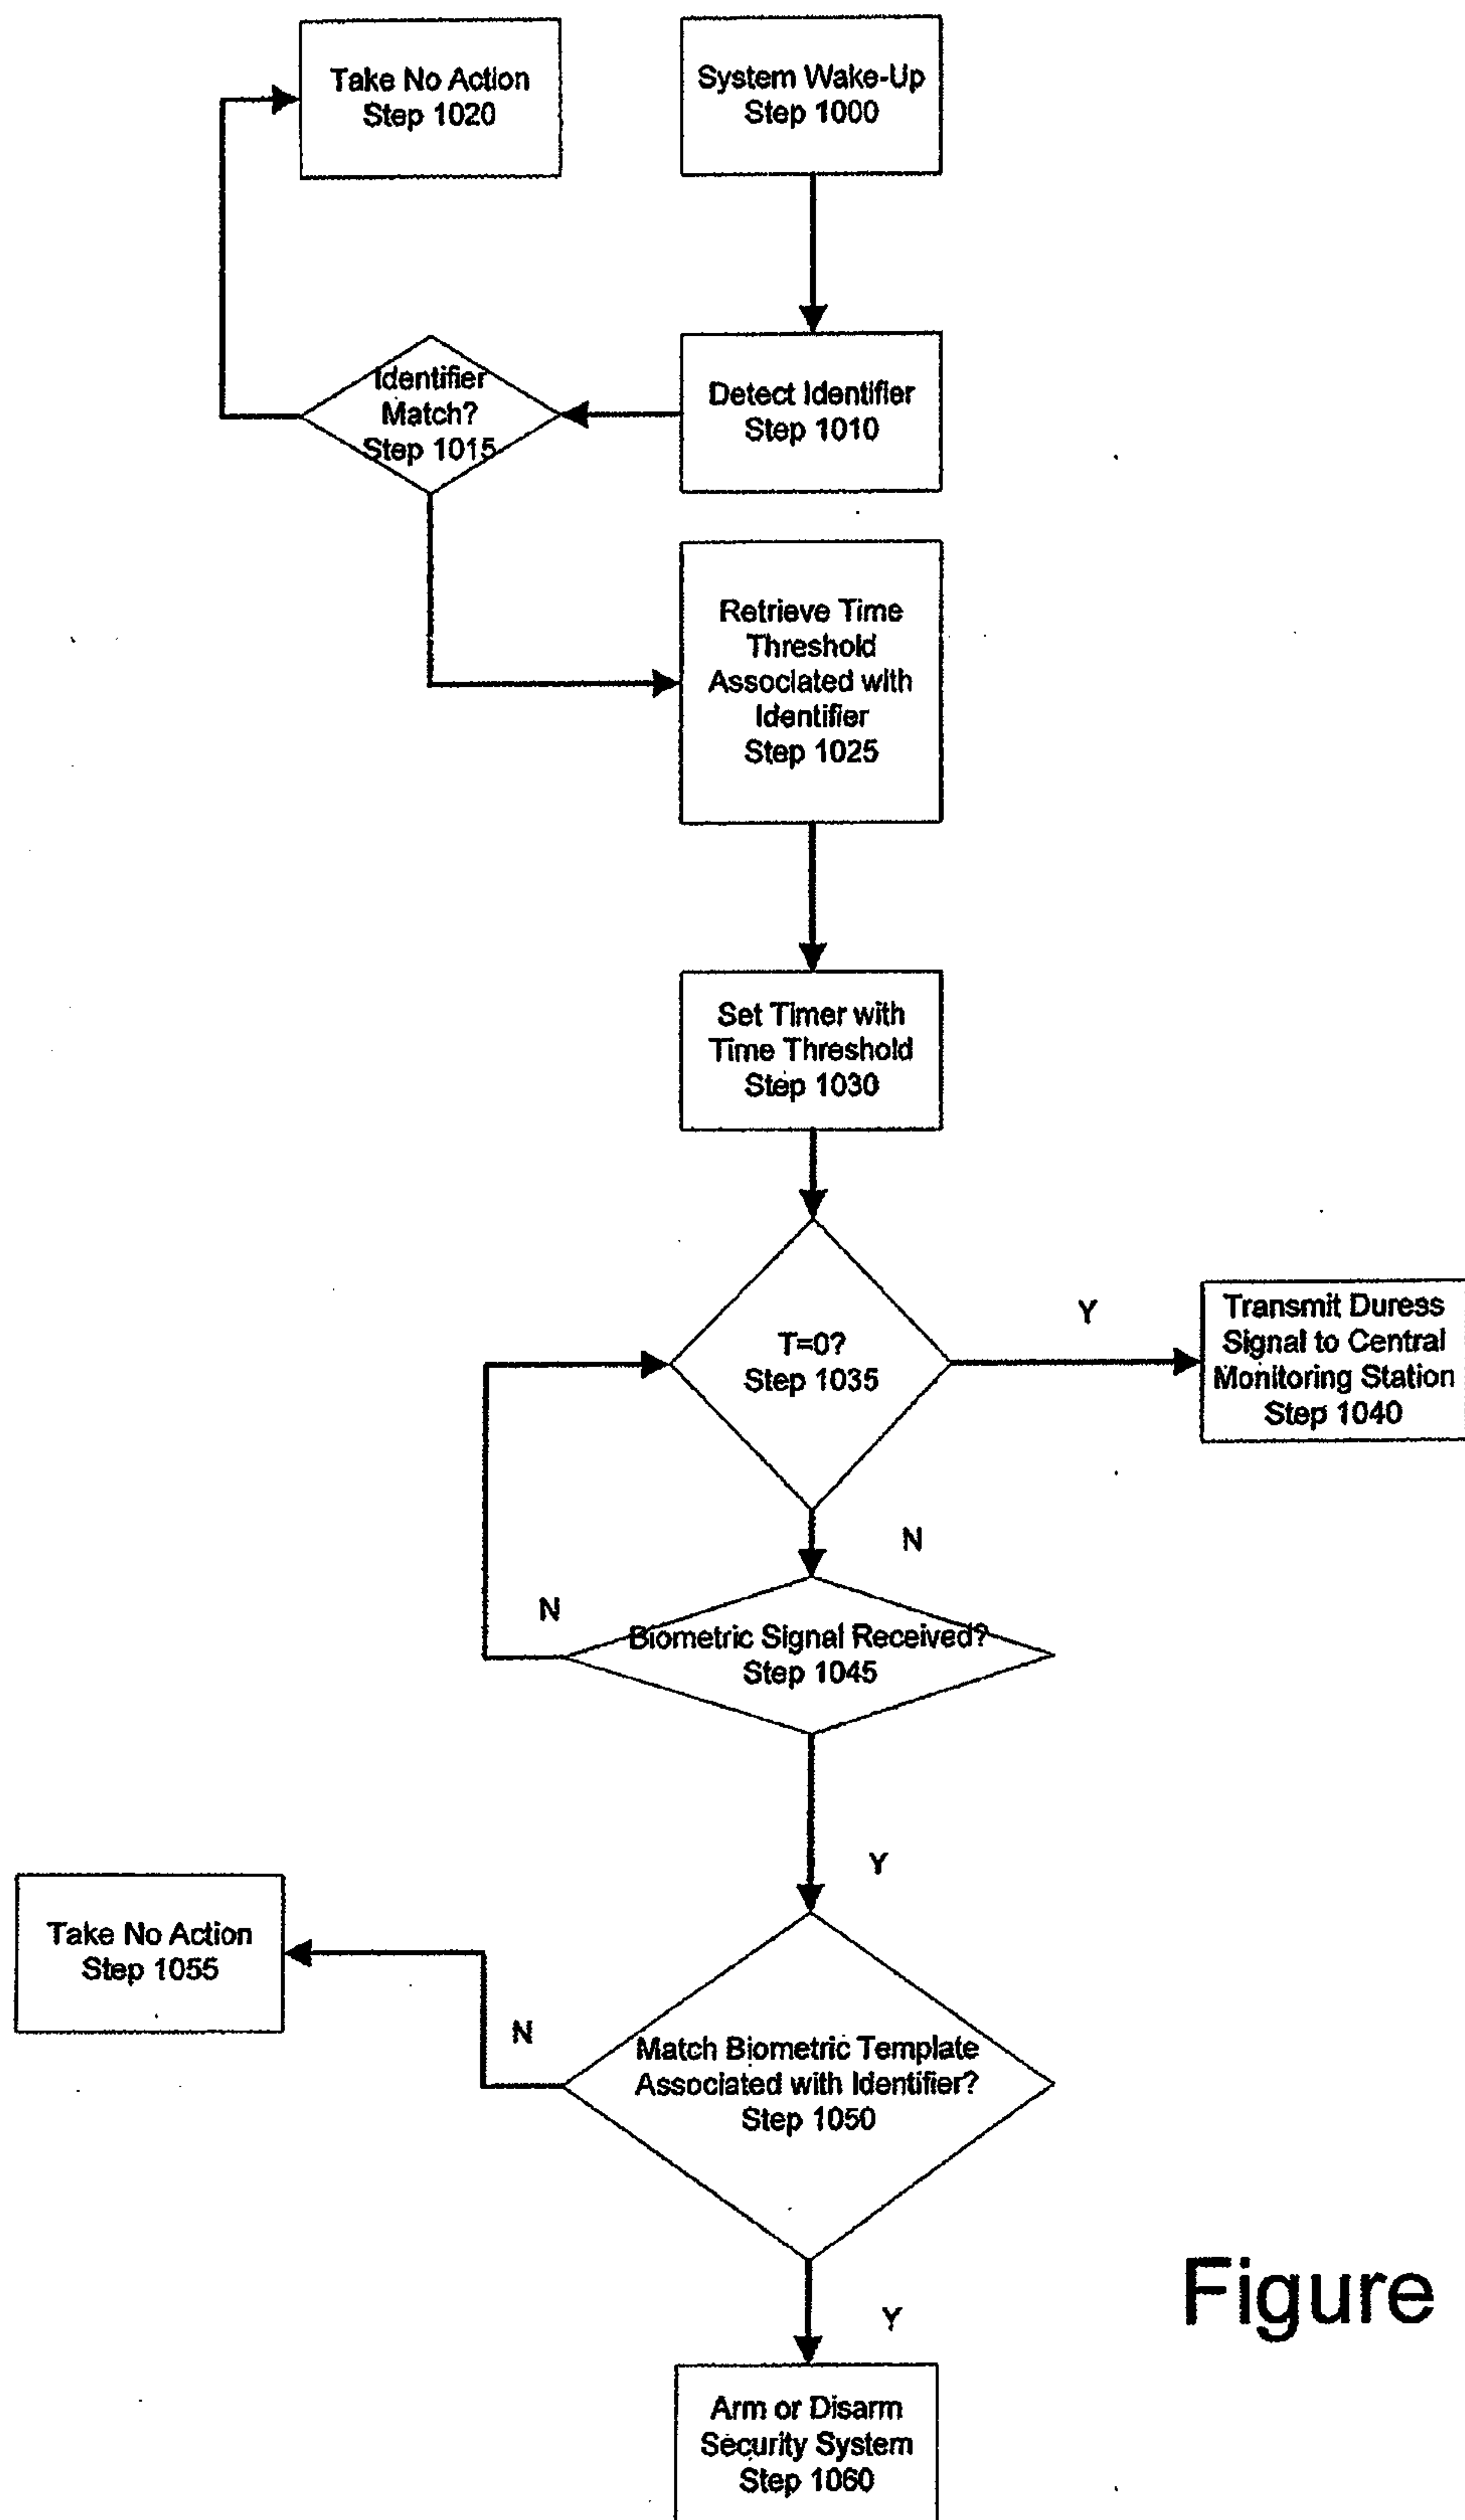 Take No Action
Step 1020
System Wake-Up
Step 1000
Identifier
Match?
Step 1015
Detect Identifier
Step 1010
Retrieve Time
Threshold
Associated with
Identifier
Step 1025
Set Timer with
Time Threshold
Step 1030
T=0?
Step 1035
Y
Transmit Duress
Signal to Central
Monitoring Station
Step 1040
N
N
Biometric Signal Received?
Step 1045
Y
Take No Action
Step 1055
N
Match Biometric Template
Associated with Identifier?
Step 1050
Y
Figure
Arm or Disarm
Security System
Step 1060